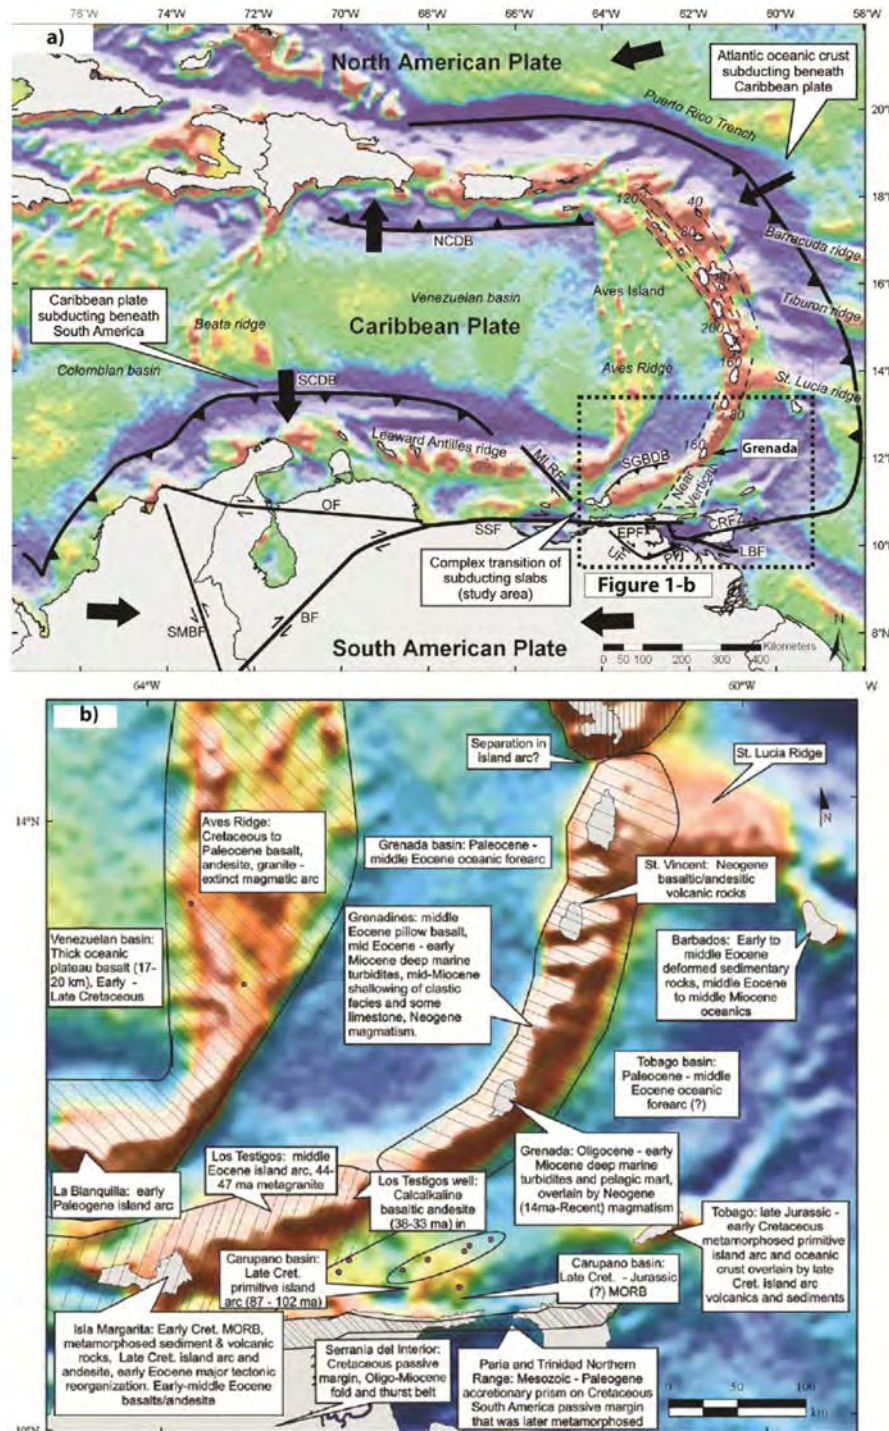 76°W
72°W
70°W
68°W
66°W
64°W
62°W
60°W
58°W
a)
North American Plate
Atlantic oceanic crust
subducting beneath
Caribbean plate
Puerto Rico Trench
20°N
18°N
16°N
14°N
12°N
10°N
8°N
120
40
80
NCDB
Barracuda ridge
Aves Island
Tiburon ridge
Caribbean plate
subducting beneath
South America
Venezuelan basin
Beata ridge
Caribbean Plate
200
160
Colombian basin
SCDB
Aves Ridge
St. Lucia ridge
80
160
Leeward Antilles ridge
MLRF
SGBDB
Grenada
Near
Vertical
OF
SSF
EPF
CRFZ
UF
LBF
Complex transition of
subducting slabs
(study area)
Figure 1-b
SMBF
BF
South American Plate
N
Kilometers
0 50 100 200 300 400
64°W
60°W
W
b)
Separation in
island arc?
St. Lucia Ridge
N
14°N
Aves Ridge:
Cretaceous to
Paleocene basalt,
andesite, granite -
extinct magmatic arc
Grenada basin: Paleocene -
middle Eocene oceanic forearc
St. Vincent: Neogene
basaltic/andesitic
volcanic rocks
Venezuelan basin:
Thick oceanic
plateau basalt (17-
20 km), Early -
Late Cretaceous
Grenadines: middle
Eocene pillow basalt,
mid Eocene - early
Miocene deep marine
turbidites, mid-Miocene
shallowing of clastic
facies and some
limestone, Neogene
magmatism.
Barbados: Early to
middle Eocene
deformed sedimentary
rocks, middle Eocene
to middle Miocene
oceanics
Tobago basin:
Paleocene - middle
Eocene oceanic
forearc (?)
Los Testigos: middle
Eocene island arc, 44-
47 ma metagranite
La Blanquilla: early
Paleogene island arc
Los Testigos well:
Calcalkaline
basaltic andesite
(38-33 ma) in
Grenada: Oligocene - early
Miocene deep marine
turbidites and pelagic marl,
overlain by Neogene
(14ma-Recent) magmatism
Tobago: late Jurassic -
early Cretaceous
metamorphosed primitive
island arc and oceanic
crust overlain by late
Cret. island arc
volcanics and sediments
Carupano basin:
Late Cret.
primitive island
arc (87 - 102 ma)
Carupano basin:
Late Cret. - Jurassic
(?) MORB
Isla Margarita: Early Cret. MORB,
metamorphosed sediment & volcanic
rocks, Late Cret. island arc and
andesite, early Eocene major tectonic
reorganization. Early-middle Eocene
basalts/andesite
Serrania del Interior:
Cretaceous passive
margin, Oligo-Miocene
fold and thurst belt
Paria and Trinidad Northern
Range: Mesozoic - Paleogene
accretionary prism on Cretaceous
South America passive margin
that was later metamorphosed
0 50 100
km